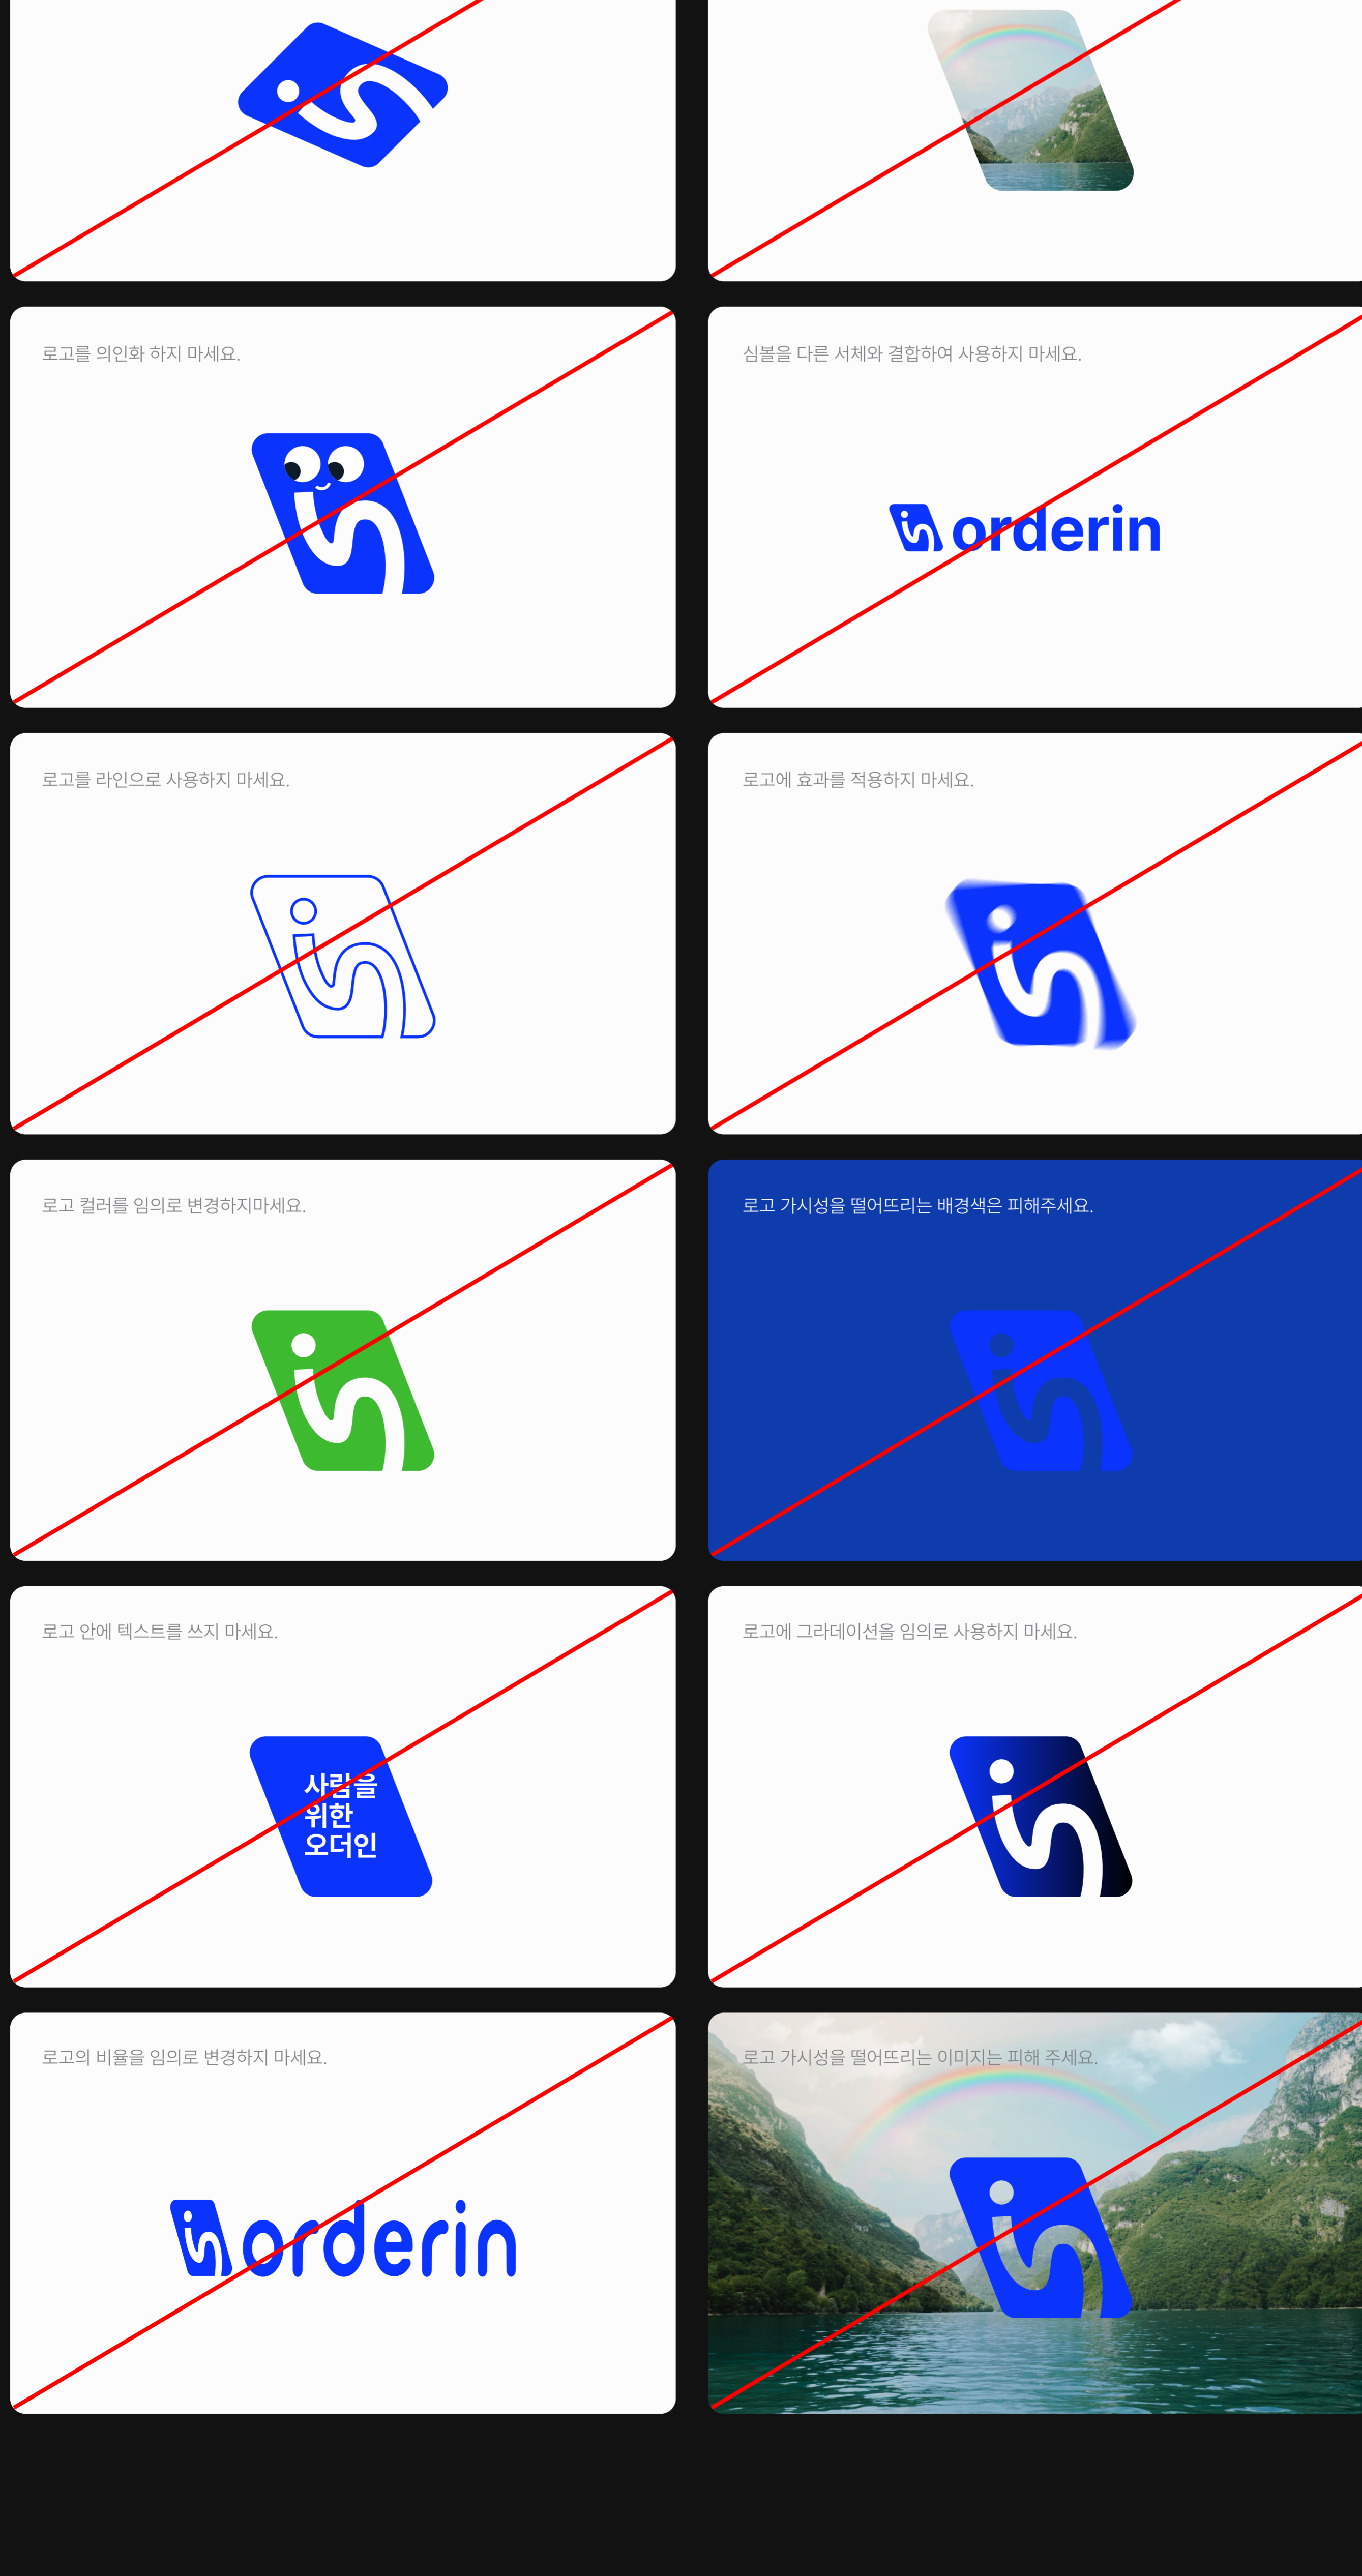 로고를 의인화 하지 마세요.
심볼을 다른 서체와 결합하여 사용하지 마세요.
orderin
로고를 라인으로 사용하지 마세요.
로고에 효과를 적용하지 마세요.
로고 컬러를 임의로 변경하지마세요.
로고 가시성을 떨어뜨리는 배경색은 피해주세요.
로고 안에 텍스트를 쓰지 마세요.
로고에 그라데이션을 임의로 사용하지 마세요.
사람을
위한
오더인
로고의 비율을 임의로 변경하지 마세요.
로고 가시성을 떨어뜨리는 이미지는 피해 주세요.
orderin